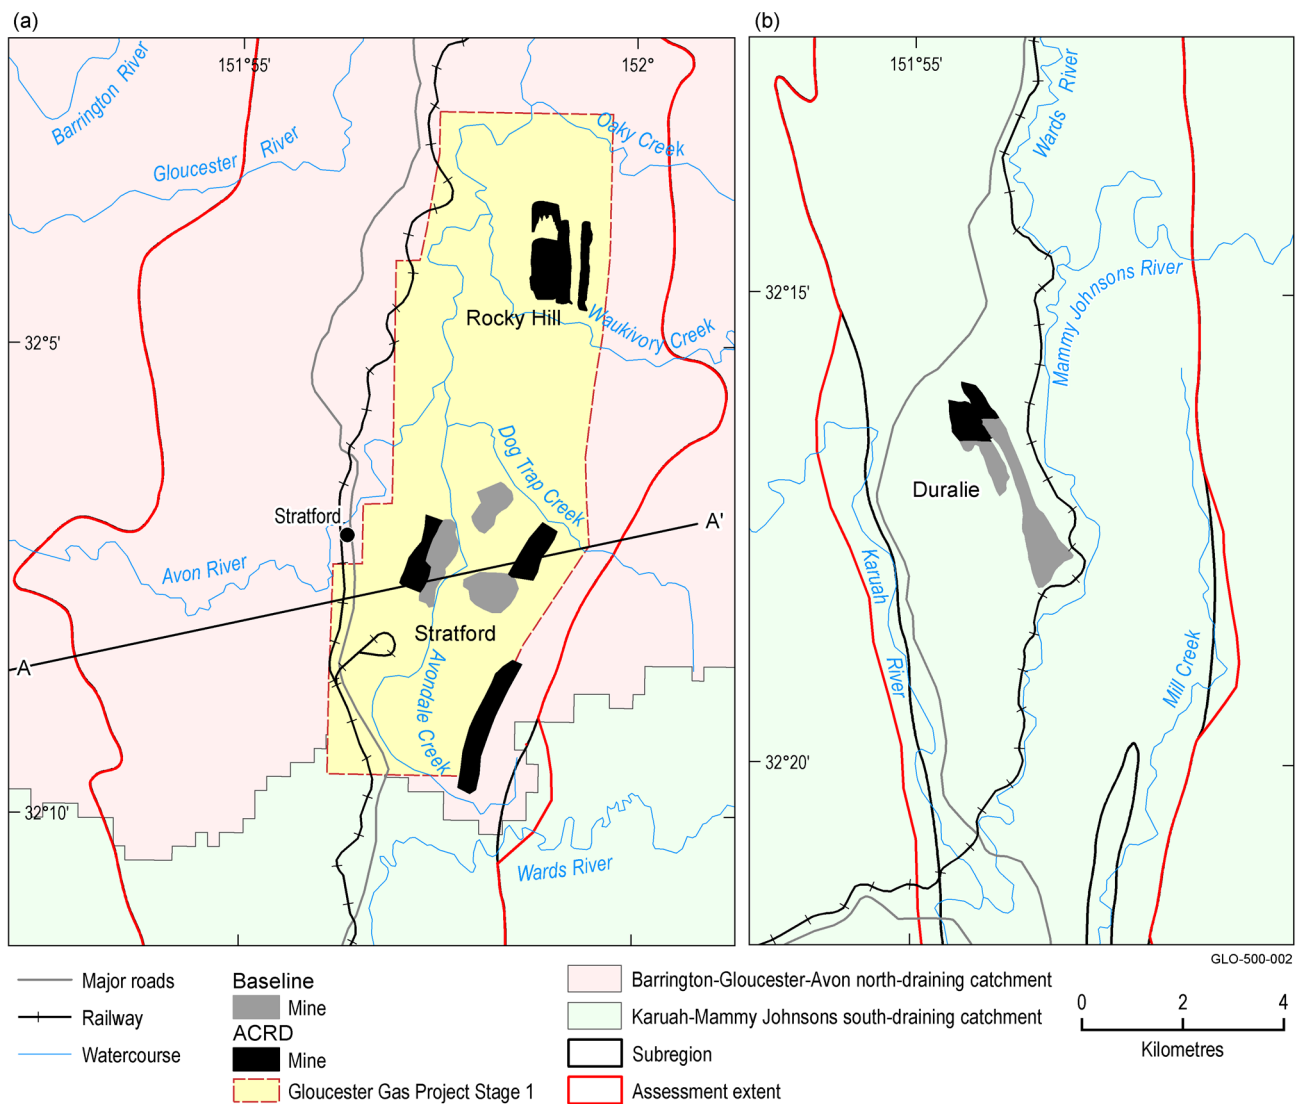 (a)
(b)
151°55'
152°
151°55'
Barrington River
Gloucester River
Oaky Creek
Wards River
Mammy Johnsons River
32°15'
Rocky Hill
Waukivory Creek
32°5'
Dog Trap Creek
Duralie
Stratford
A'
Avon River
Karuah River
Stratford
A
Avondale Creek
Mill Creek
32°20'
32°10'
Wards River
GLO-500-002
Major roads
Railway
Watercourse
Baseline
Mine
ACRD
Mine
Gloucester Gas Project Stage 1
Barrington-Gloucester-Avon north-draining catchment
Karuah-Mammy Johnsons south-draining catchment
Subregion
Assessment extent
0 2 4
Kilometres